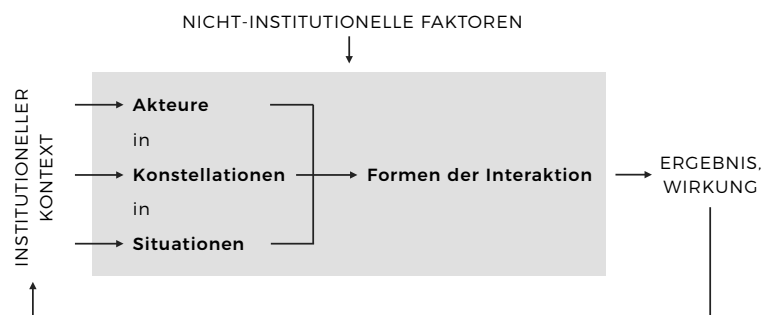 NICHT-INSTITUTIONELLE FAKTOREN
INSTITUTIONELLER
KONTEXT
Akteure
in
Konstellationen
in
Situationen
Formen der Interaktion
ERGEBNIS,
WIRKUNG